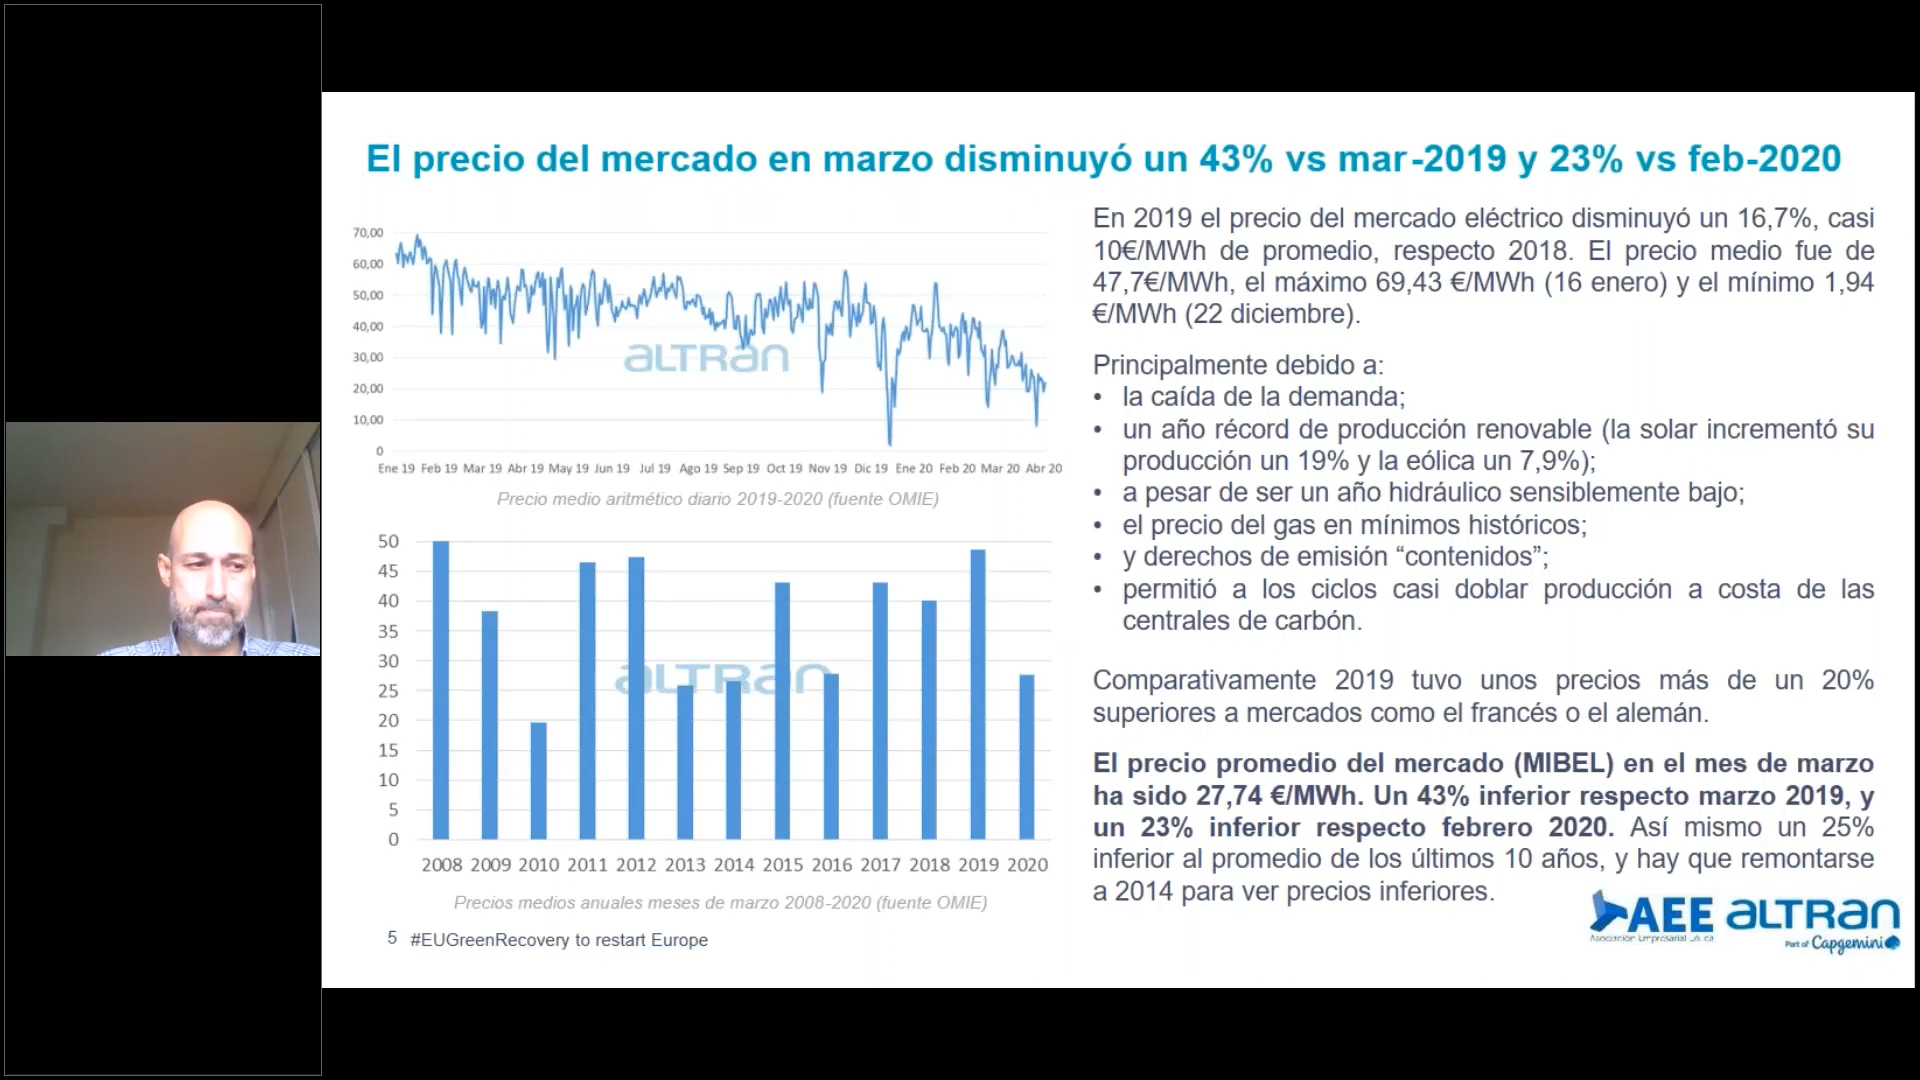 El precio del mercado en marzo disminuyó un 43% vs mar-2019 y 23% vs feb-2020
70,00
60,00
50,00
40,00
30,00
20,00
10,00
0
ALTRAN
Ene 19 Feb 19 Mar 19 Abr 19 May 19 Jun 19 Jul 19 Ago 19 Sep 19 Oct 19 Nov 19 Dic 19 Ene 20 Feb 20 Mar 20 Abr 20
Precio medio aritmético diario 2019-2020 (fuente OMIE)
50
45
40
35
30
25
20
15
10
5
0
ALTRAN
2008 2009 2010 2011 2012 2013 2014 2015 2016 2017 2018 2019 2020
Precios medios anuales meses de marzo 2008-2020 (fuente OMIE)
5 #EUGreenRecovery to restart Europe
En 2019 el precio del mercado eléctrico disminuyó un 16,7%, casi
10€/MWh de promedio, respecto 2018. El precio medio fue de
47,7€/MWh, el máximo 69,43 €/MWh (16 enero) y el mínimo 1,94
€/MWh (22 diciembre).
Principalmente debido a:
• la caída de la demanda;
• un año récord de producción renovable (la solar incrementó su
producción un 19% y la eólica un 7,9%);
• a pesar de ser un año hidráulico sensiblemente bajo;
• el precio del gas en mínimos históricos;
• y derechos de emisión “contenidos”;
• permitió a los ciclos casi doblar producción a costa de las
centrales de carbón.
Comparativamente 2019 tuvo unos precios más de un 20%
superiores a mercados como el francés o el alemán.
El precio promedio del mercado (MIBEL) en el mes de marzo
ha sido 27,74 €/MWh. Un 43% inferior respecto marzo 2019, y
un 23% inferior respecto febrero 2020. Así mismo un 25%
inferior al promedio de los últimos 10 años, y hay que remontarse
a 2014 para ver precios inferiores.
AEE
Asociación Empresarial
ALTRAN
Part of Capgemini